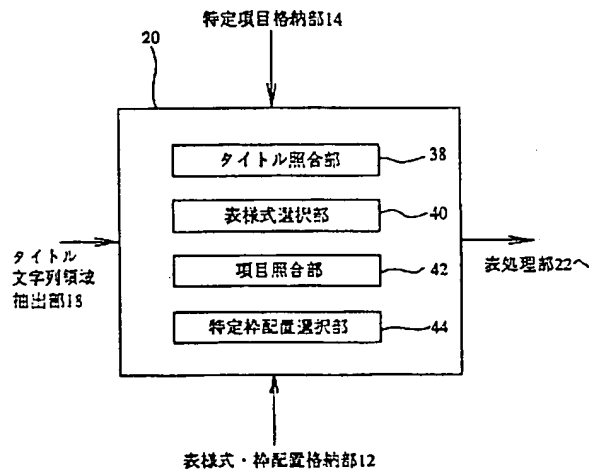 特定項目格納部14
20
タイトル照合部
38
表様式選択部
40
タイトル
文字列領域
抽出部18
項目照合部
42
表処理部22へ
特定枠配置選択部
44
表様式・枠配置格納部12